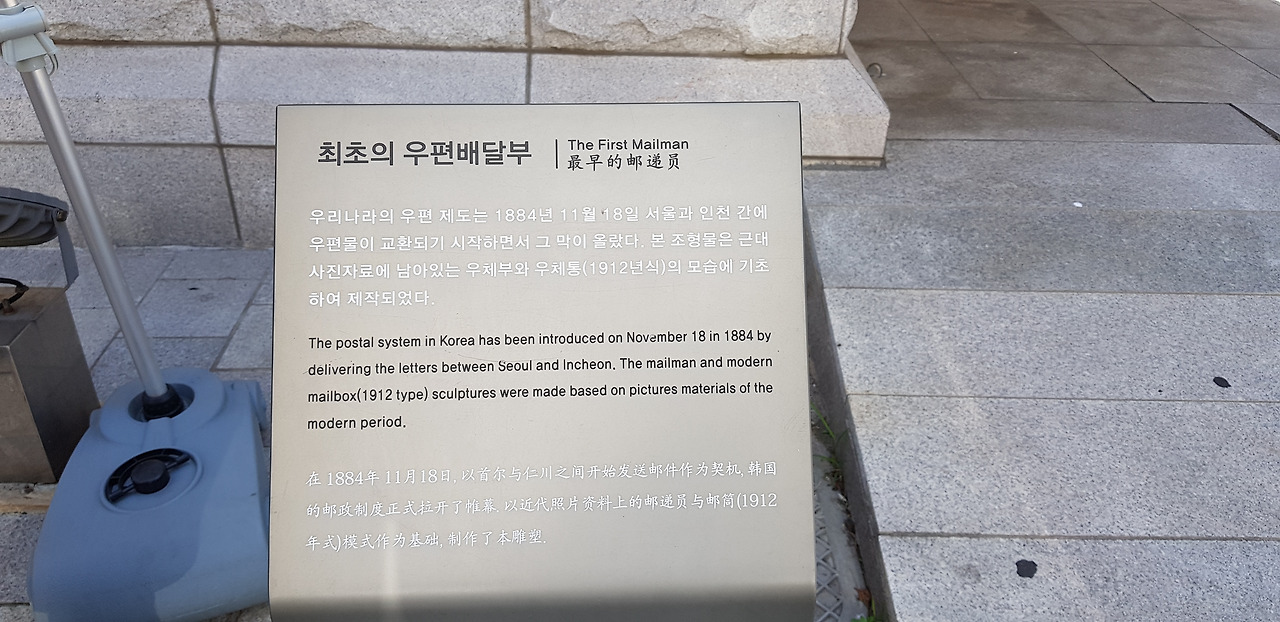 최초의 우편배달부
The First Mailman
最早的邮递员
우리나라의 우편 제도는 1884년 11월 18일 서울과 인천 간에
우편물이 교환되기 시작하면서 그 막이 올랐다. 본 조형물은 근대
사진자료에 남아있는 우체부와 우체통(1912년식)의 모습에 기초
하여 제작되었다.
The postal system in Korea has been introduced on November 18 in 1884 by
delivering the letters between Seoul and Incheon. The mailman and modern
mailbox(1912 type) sculptures were made based on pictures materials of the
modern period.
在 1884年 11月18日, 以首尔与仁川之间开始发送邮件作为契机, 韩国
的邮政制度正式拉开了帷幕. 以近代照片资料上的邮递员与邮筒(1912
年式)模式作为基础, 制作了本雕塑.